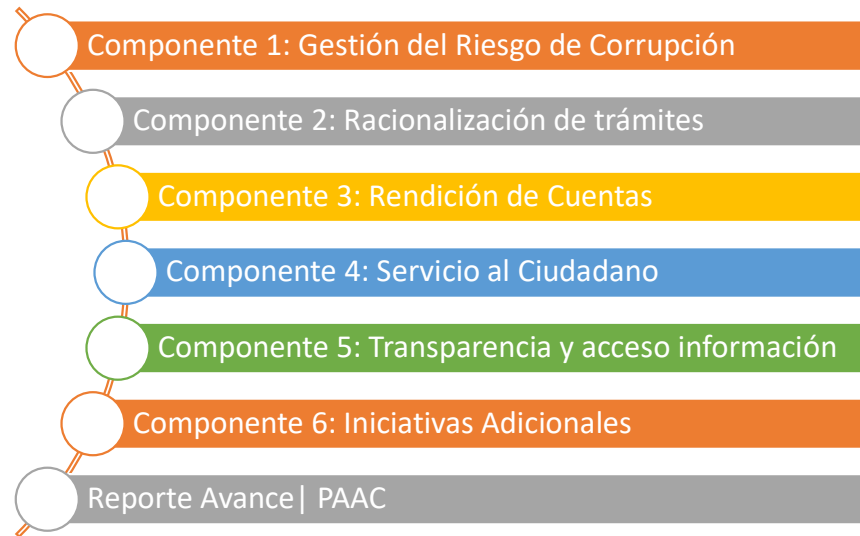 Componente 1: Gestión del Riesgo de Corrupción
Componente 2: Racionalización de trámites
Componente 3: Rendición de Cuentas
Componente 4: Servicio al Ciudadano
Componente 5: Transparencia y acceso información
Componente 6: Iniciativas Adicionales
Reporte Avance| PAAC